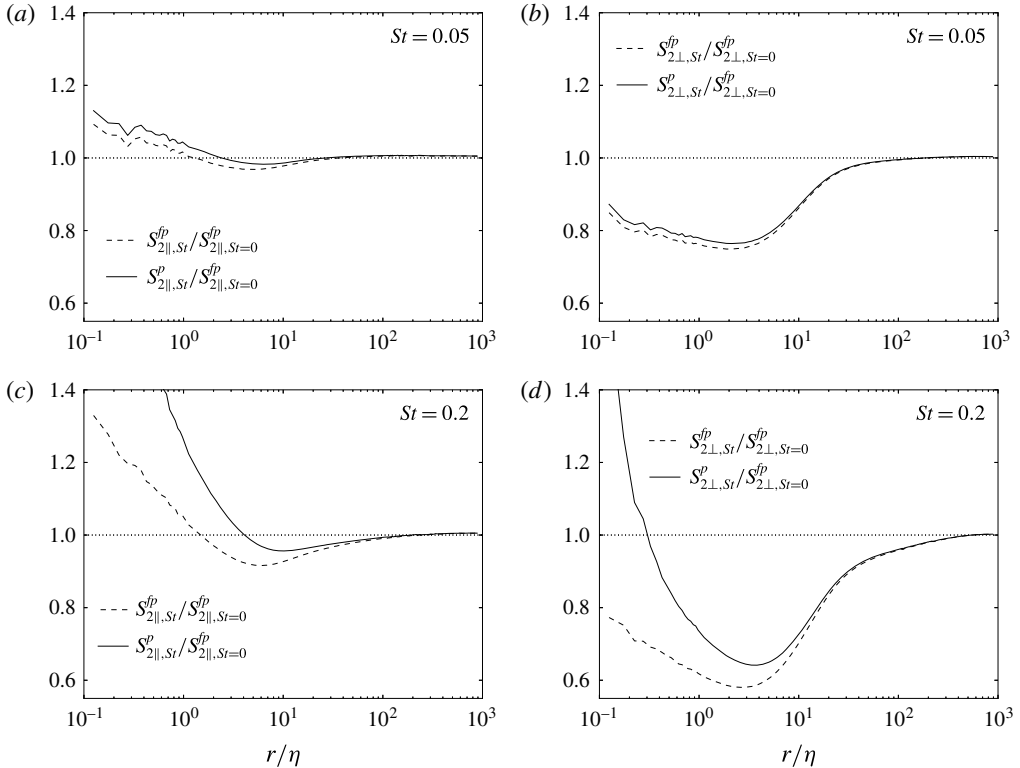 (a)
1.4
1.2
1.0
0.8
0.6
St = 0.05
S^{fp}_{2∥,St}/S^{fp}_{2∥,St=0}
S^{p}_{2∥,St}/S^{fp}_{2∥,St=0}
10^{-1} 10^{0} 10^{1} 10^{2} 10^{3}
(b)
1.4
1.2
1.0
0.8
0.6
St = 0.05
S^{fp}_{2⊥,St}/S^{fp}_{2⊥,St=0}
S^{p}_{2⊥,St}/S^{fp}_{2⊥,St=0}
10^{-1} 10^{0} 10^{1} 10^{2} 10^{3}
(c)
1.4
1.2
1.0
0.8
0.6
St = 0.2
S^{fp}_{2∥,St}/S^{fp}_{2∥,St=0}
S^{p}_{2∥,St}/S^{fp}_{2∥,St=0}
10^{-1} 10^{0} 10^{1} 10^{2} 10^{3}
r/η
(d)
1.4
1.2
1.0
0.8
0.6
St = 0.2
S^{fp}_{2⊥,St}/S^{fp}_{2⊥,St=0}
S^{p}_{2⊥,St}/S^{fp}_{2⊥,St=0}
10^{-1} 10^{0} 10^{1} 10^{2} 10^{3}
r/η